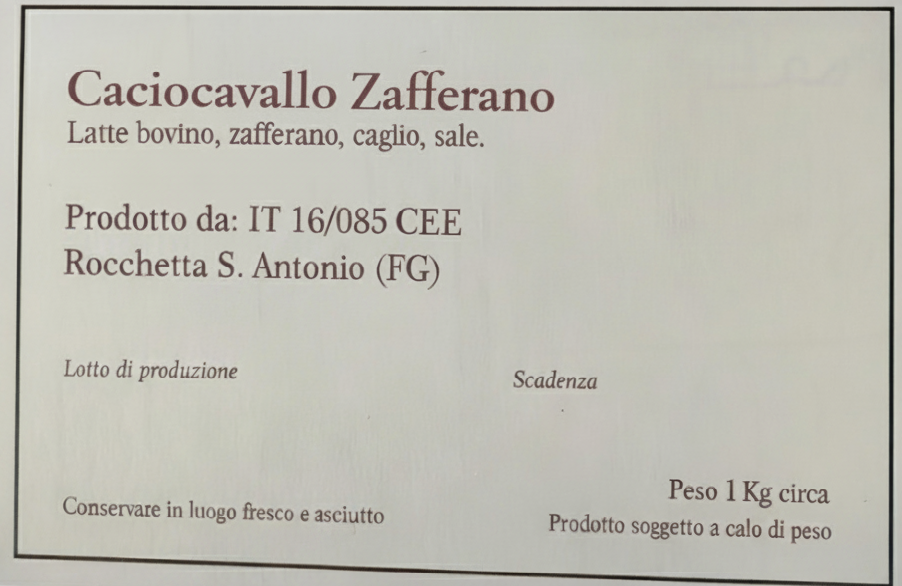 Caciocavallo Zafferano
Latte bovino, zafferano, caglio, sale.
Prodotto da: IT 16/085 CEE
Rocchetta S. Antonio (FG)
Lotto di produzione
Scadenza
Conservare in luogo fresco e asciutto
Peso 1 Kg circa
Prodotto soggetto a calo di peso